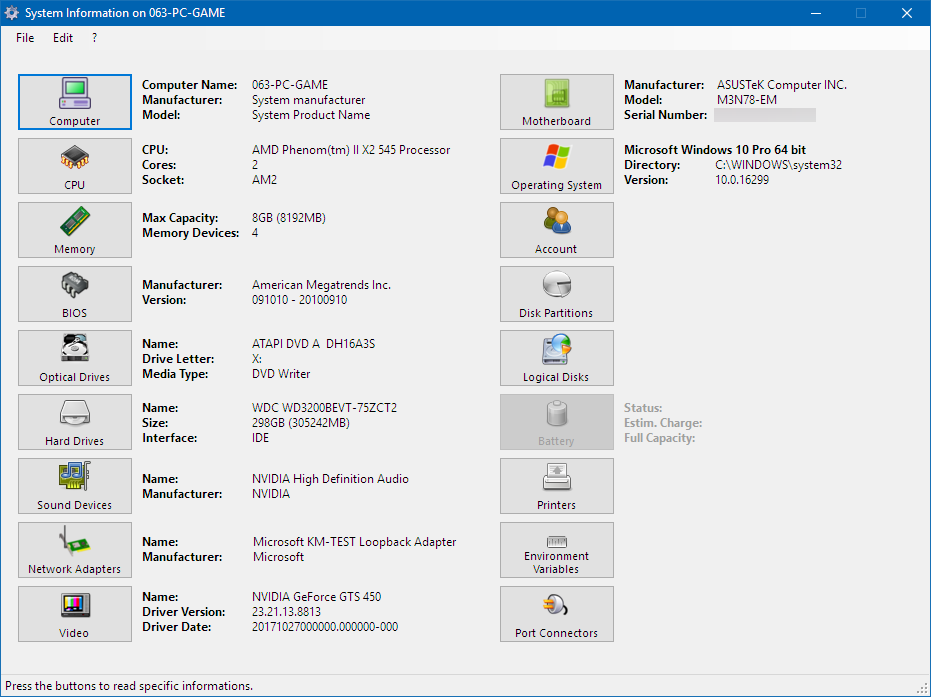 System Information on 063-PC-GAME
File Edit ?
Computer
Computer Name: 063-PC-GAME
Manufacturer: System manufacturer
Model: System Product Name
CPU
CPU: AMD Phenom(tm) II X2 545 Processor
Cores: 2
Socket: AM2
Memory
Max Capacity: 8GB (8192MB)
Memory Devices: 4
BIOS
Manufacturer: American Megatrends Inc.
Version: 091010 - 20100910
Optical Drives
Name: ATAPI DVD A  DH16A3S
Drive Letter: X:
Media Type: DVD Writer
Hard Drives
Name: WDC WD3200BEVT-75ZCT2
Size: 298GB (305242MB)
Interface: IDE
Sound Devices
Name: NVIDIA High Definition Audio
Manufacturer: NVIDIA
Network Adapters
Name: Microsoft KM-TEST Loopback Adapter
Manufacturer: Microsoft
Video
Name: NVIDIA GeForce GTS 450
Driver Version: 23.21.13.8813
Driver Date: 20171027000000.000000-000
Motherboard
Manufacturer: ASUSTeK Computer INC.
Model: M3N78-EM
Serial Number:
Operating System
Microsoft Windows 10 Pro 64 bit
Directory: C:\WINDOWS\system32
Version: 10.0.16299
Account
Disk Partitions
Logical Disks
Battery
Status:
Estim. Charge:
Full Capacity:
Printers
Environment
Variables
Port Connectors
Press the buttons to read specific informations.